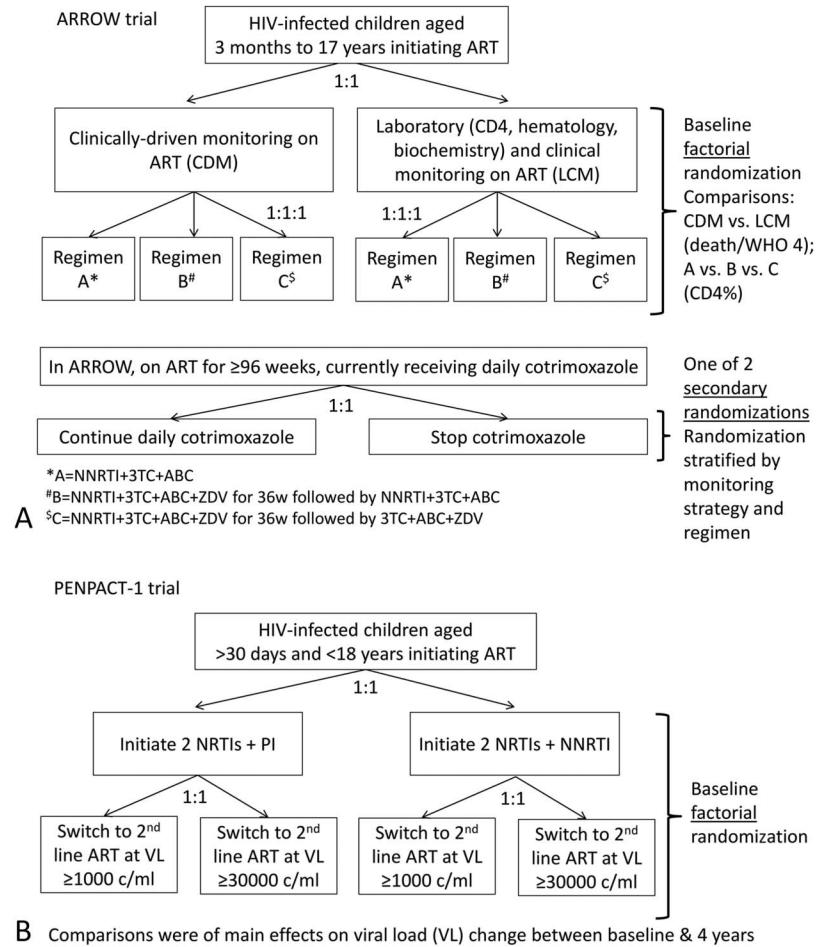 ARROW trial
HIV-infected children aged
3 months to 17 years initiating ART
1:1
Clinically-driven monitoring on
ART (CDM)
Laboratory (CD4, hematology,
biochemistry) and clinical
monitoring on ART (LCM)
1:1:1
1:1:1
Regimen
A*
Regimen
B#
Regimen
C$
Regimen
A*
Regimen
B#
Regimen
C$
Baseline
factorial
randomization
Comparisons:
CDM vs. LCM
(death/WHO 4);
A vs. B vs. C
(CD4%)
In ARROW, on ART for ≥96 weeks, currently receiving daily cotrimoxazole
1:1
Continue daily cotrimoxazole
Stop cotrimoxazole
One of 2
secondary
randomizations
Randomization
stratified by
monitoring
strategy and
regimen
*A=NNRTI+3TC+ABC
#B=NNRTI+3TC+ABC+ZDV for 36w followed by NNRTI+3TC+ABC
$C=NNRTI+3TC+ABC+ZDV for 36w followed by 3TC+ABC+ZDV
A
PENPACT-1 trial
HIV-infected children aged
>30 days and <18 years initiating ART
1:1
Initiate 2 NRTIs + PI
Initiate 2 NRTIs + NNRTI
1:1
1:1
Switch to 2nd
line ART at VL
≥1000 c/ml
Switch to 2nd
line ART at VL
≥30000 c/ml
Switch to 2nd
line ART at VL
≥1000 c/ml
Switch to 2nd
line ART at VL
≥30000 c/ml
Baseline
factorial
randomization
B Comparisons were of main effects on viral load (VL) change between baseline & 4 years